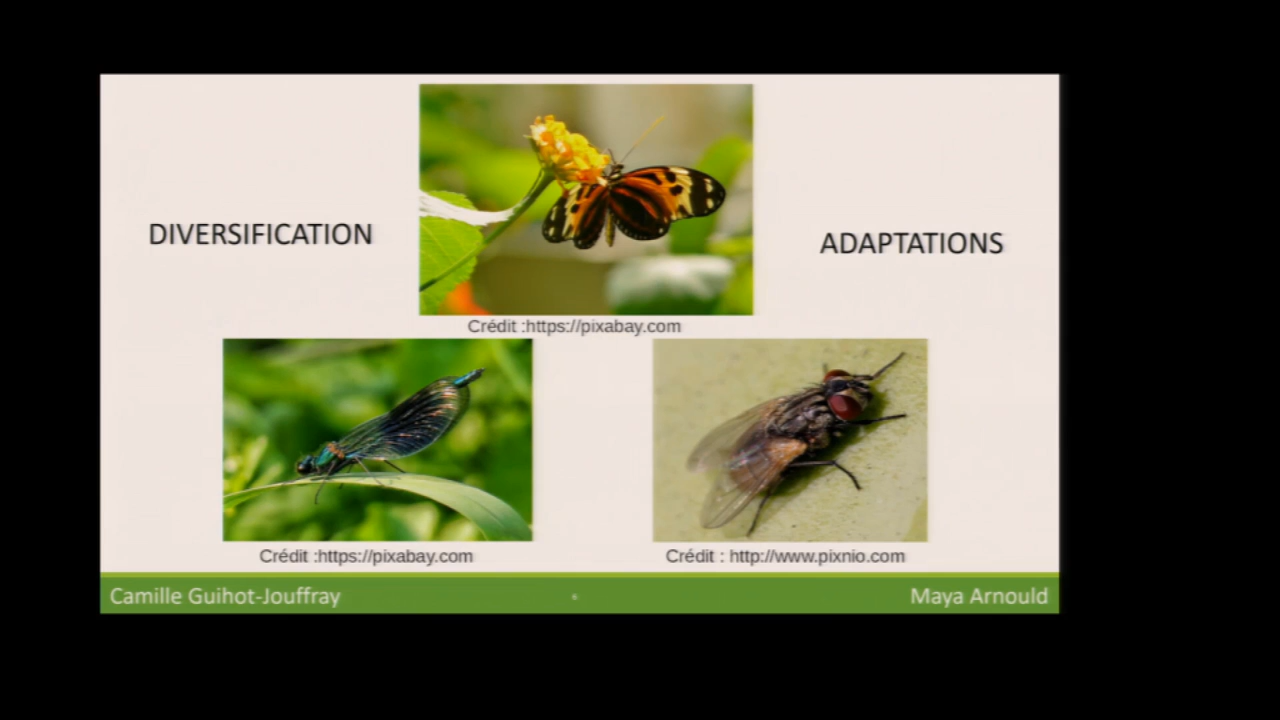 DIVERSIFICATION
ADAPTATIONS
Crédit :https://pixabay.com
Crédit :https://pixabay.com
Crédit : http://www.pixnio.com
Camille Guihot-Jouffray
Maya Arnould